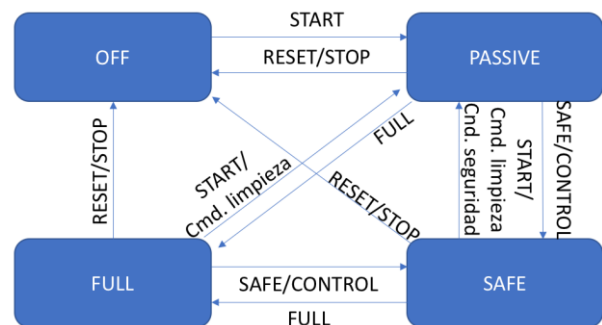 START
OFF
PASSIVE
RESET/STOP
RESET/STOP
START/
Cmd. limpieza
FULL
RESET/STOP
Cnd. seguridad
Cmd. limpieza
START/
SAFE/CONTROL
FULL
SAFE/CONTROL
SAFE
FULL